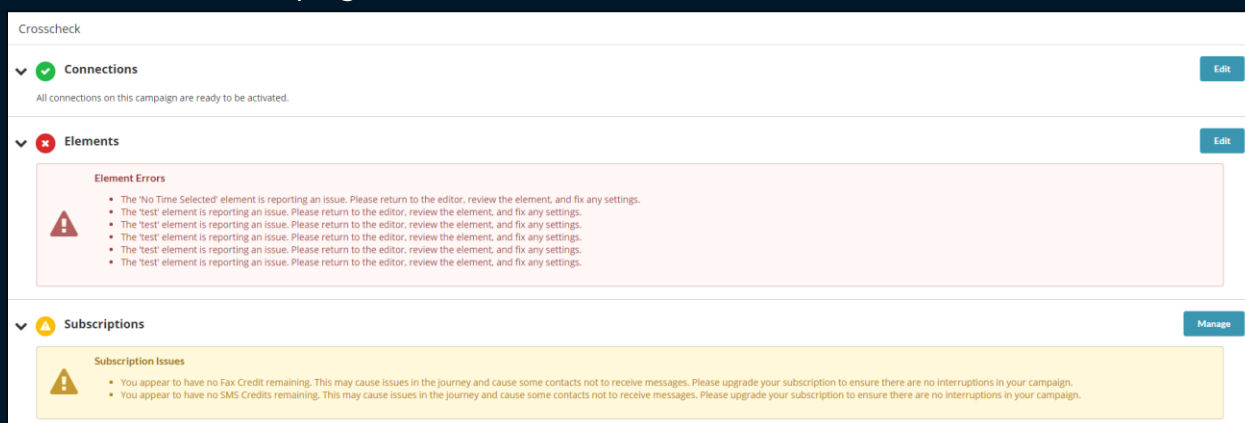 Crosscheck
Connections
Edit
All connections on this campaign are ready to be activated.
Elements
Edit
Element Errors
• The 'No Time Selected' element is reporting an issue. Please return to the editor, review the element, and fix any settings.
• The 'test' element is reporting an issue. Please return to the editor, review the element, and fix any settings.
• The 'test' element is reporting an issue. Please return to the editor, review the element, and fix any settings.
• The 'test' element is reporting an issue. Please return to the editor, review the element, and fix any settings.
• The 'test' element is reporting an issue. Please return to the editor, review the element, and fix any settings.
• The 'test' element is reporting an issue. Please return to the editor, review the element, and fix any settings.
Subscriptions
Manage
Subscription Issues
• You appear to have no Fax Credit remaining. This may cause issues in the journey and cause some contacts not to receive messages. Please upgrade your subscription to ensure there are no interruptions in your campaign.
• You appear to have no SMS Credits remaining. This may cause issues in the journey and cause some contacts not to receive messages. Please upgrade your subscription to ensure there are no interruptions in your campaign.